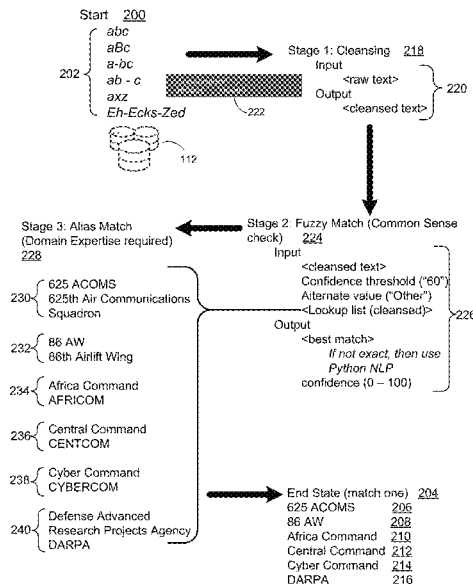 Start 200
abc
aBc
a-bc
ab - c
axz
Eh-Ecks-Zed
202
112
222
Stage 1: Cleansing 218
Input
<raw text>
Output
<cleansed text>
220
Stage 2: Fuzzy Match (Common Sense
check) 224
Input
<cleansed text>
Confidence threshold ("60")
Alternate value ("Other")
<Lookup list (cleansed)>
Output
<best match>
If not exact, then use
Python NLP
confidence (0 – 100)
226
Stage 3: Alias Match
(Domain Expertise required)
228
230
625 ACOMS
625th Air Communications
Squadron
232
86 AW
86th Airlift Wing
234
Africa Command
AFRICOM
236
Central Command
CENTCOM
238
Cyber Command
CYBERCOM
240
Defense Advanced
Research Projects Agency
DARPA
End State (match one) 204
625 ACOMS 206
86 AW 208
Africa Command 210
Central Command 212
Cyber Command 214
DARPA 216